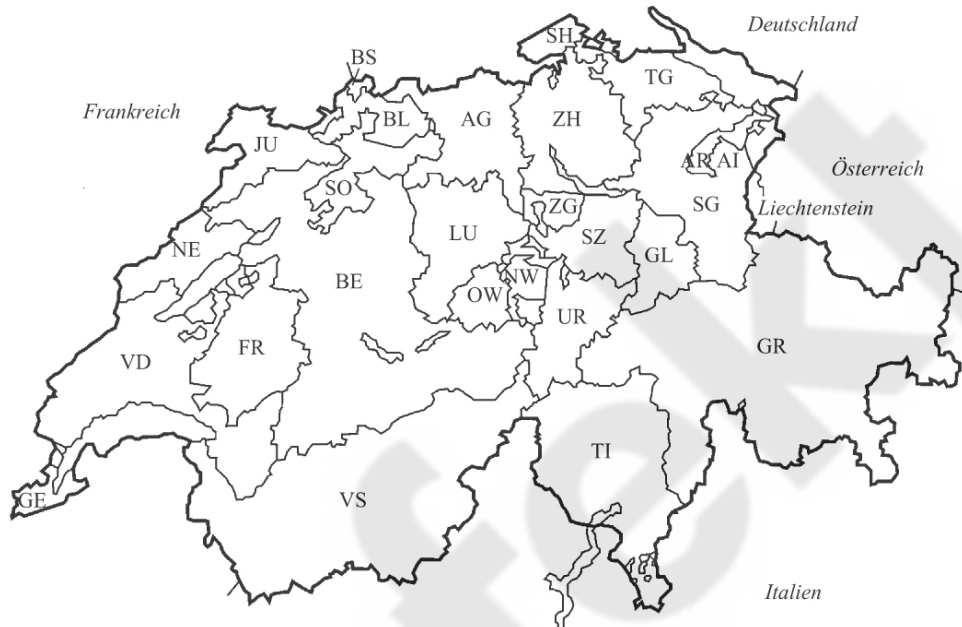 Deutschland
SH
BS
TG
Frankreich
BL
AG
ZH
JU
AR
AI
Österreich
SO
ZG
SG
Liechtenstein
LU
SZ
NE
GL
BE
NW
OW
UR
VD
FR
GR
TI
GE
VS
Italien